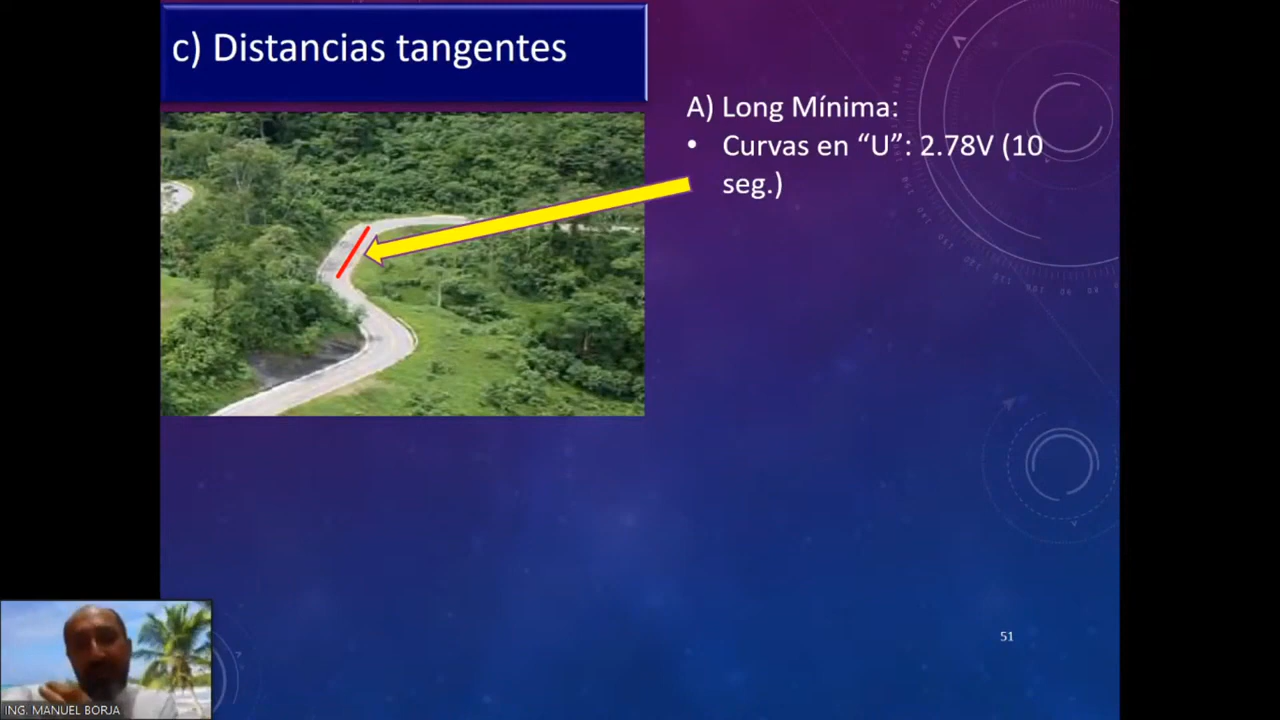 c) Distancias tangentes
A) Long Mínima:
• Curvas en “U”: 2.78V (10
seg.)
51
ING. MANUEL BORJA